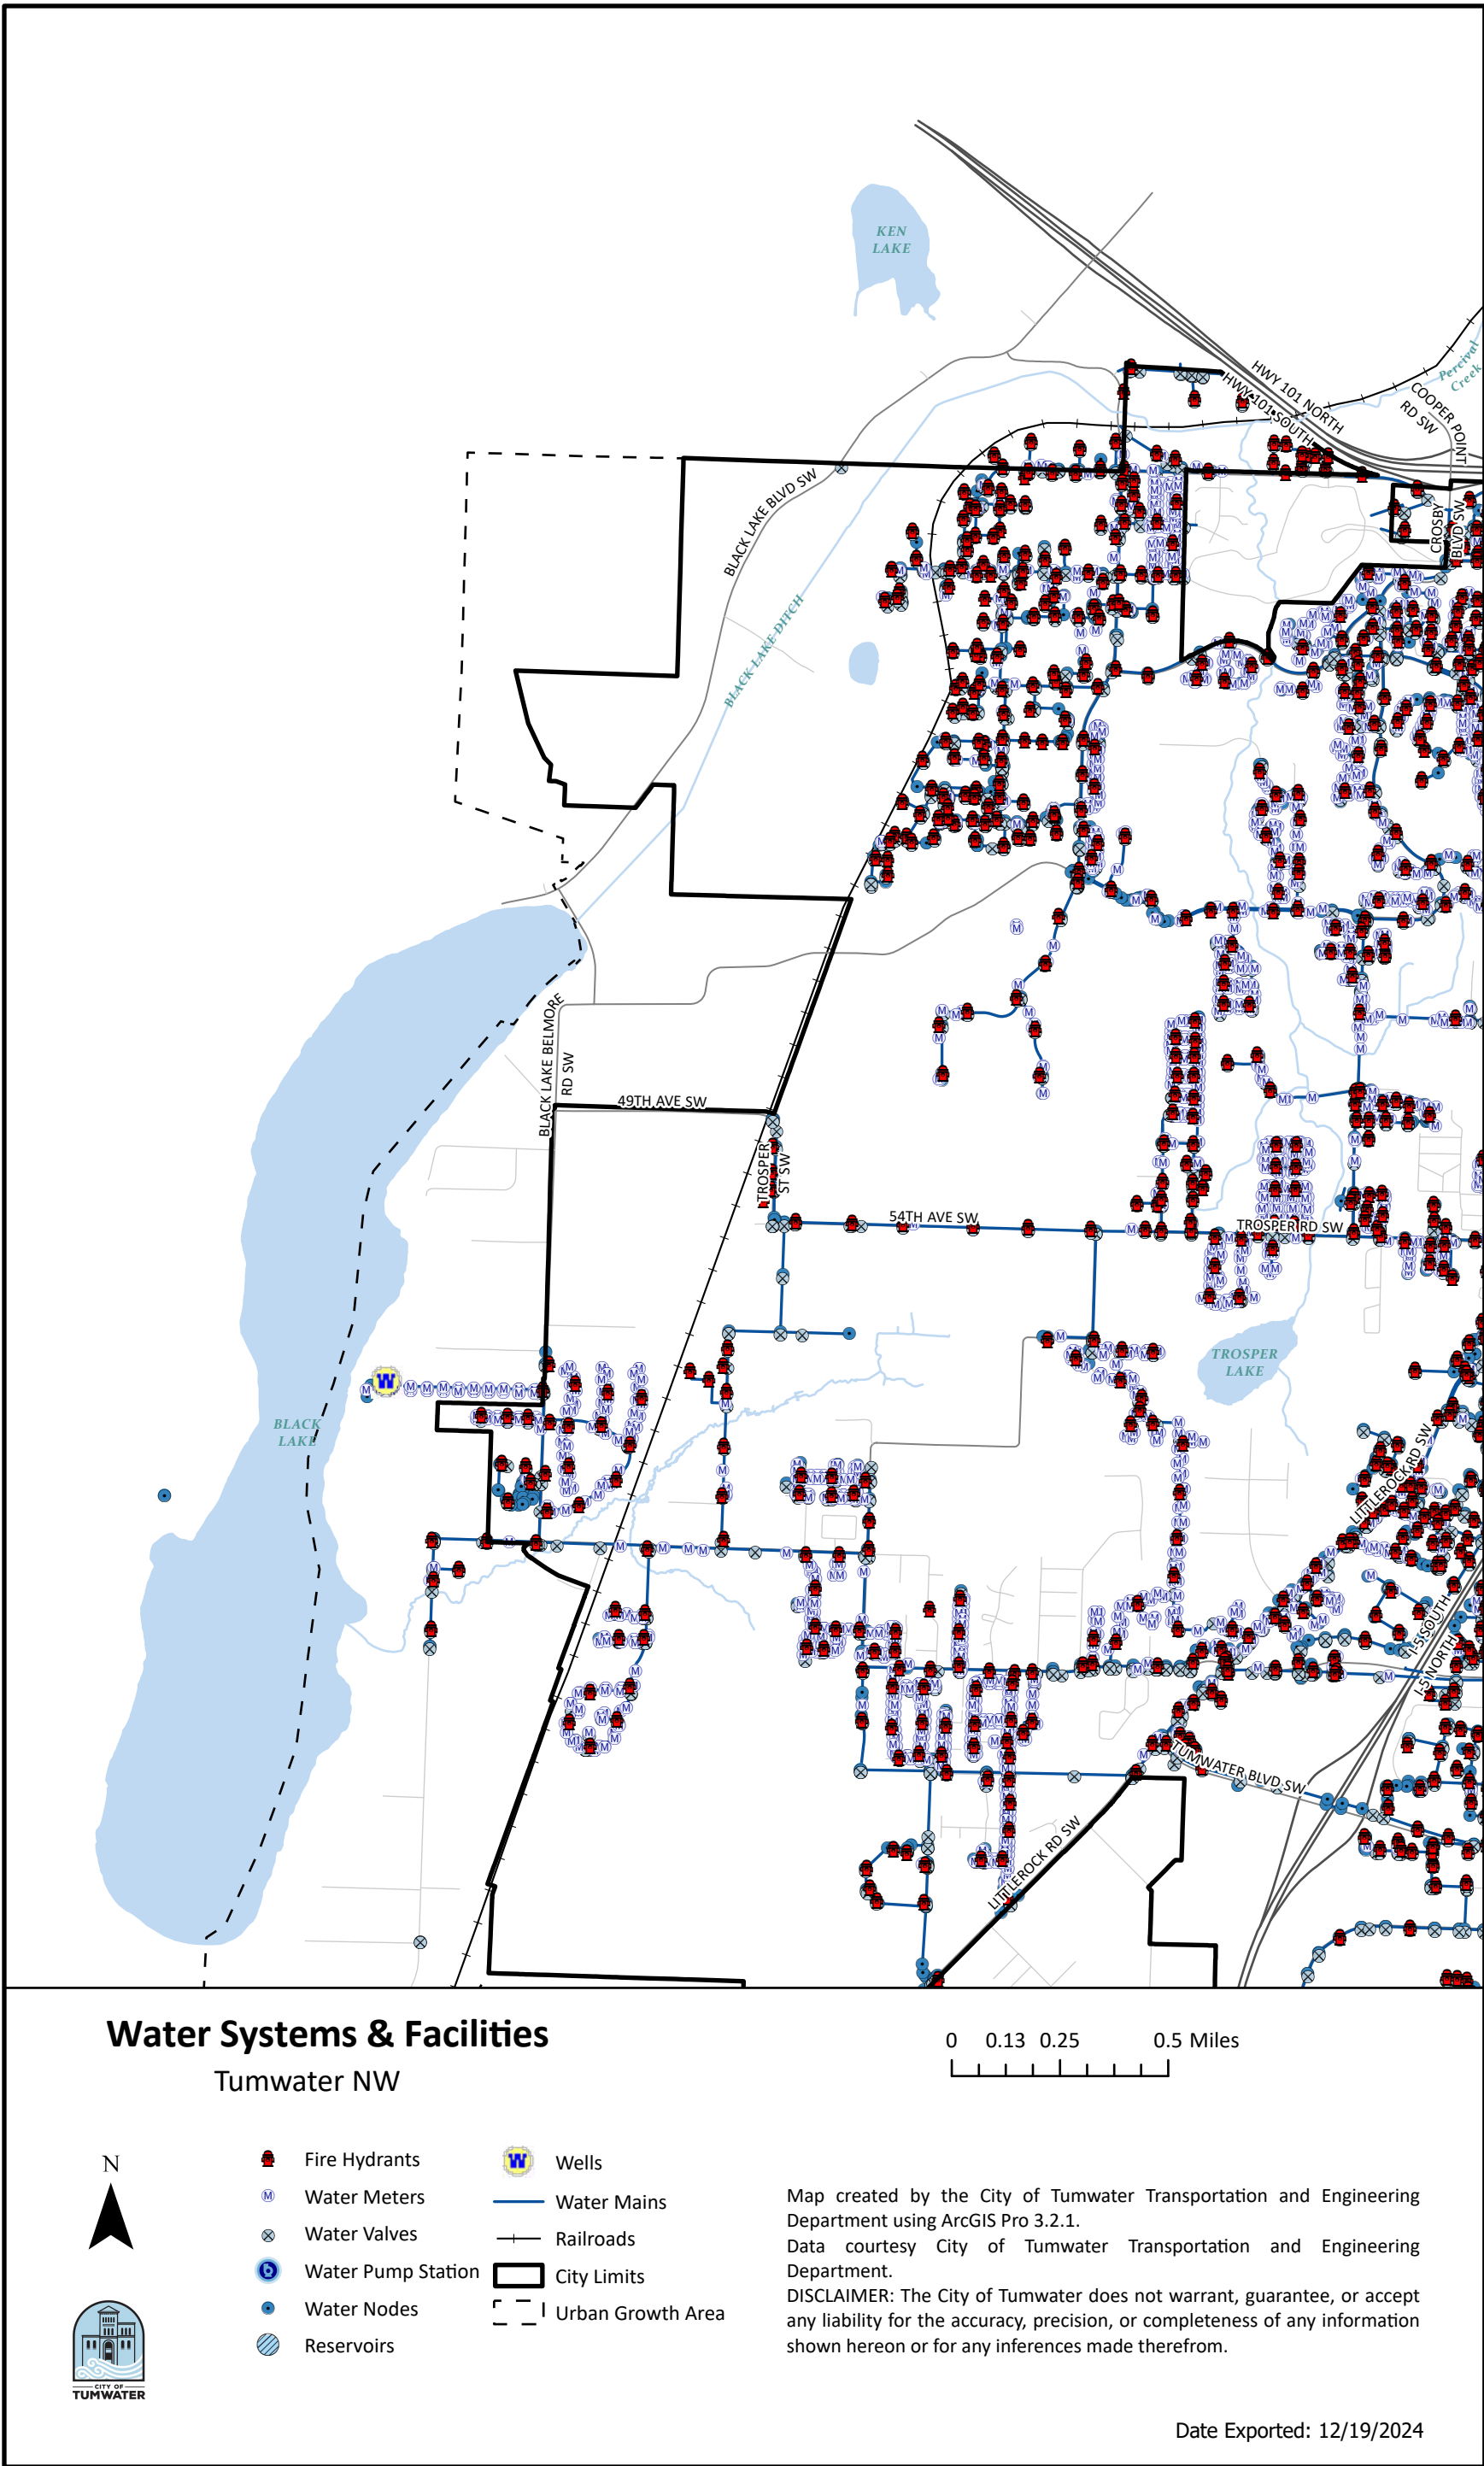 KEN
LAKE
HWY 101 NORTH
HWY 101 SOUTH
COOPER POINT
RD SW
Percival
Creek
BLACK LAKE BLVD SW
CROSBY
BLVD SW
BLACK LAKE DITCH
BLACK LAKE BELMORE
RD SW
49TH AVE SW
TROSPER
ST SW
54TH AVE SW
TROSPER RD SW
TROSPER
LAKE
BLACK
LAKE
LITTLEROCK RD SW
I-5 SOUTH
I-5 NORTH
TUMWATER BLVD SW
LITTLEROCK RD SW
Water Systems & Facilities
Tumwater NW
0 0.13 0.25 0.5 Miles
N
Fire Hydrants
Water Meters
Water Valves
Water Pump Station
Water Nodes
Reservoirs
Wells
Water Mains
Railroads
City Limits
Urban Growth Area
Map created by the City of Tumwater Transportation and Engineering
Department using ArcGIS Pro 3.2.1.
Data courtesy City of Tumwater Transportation and Engineering
Department.
DISCLAIMER: The City of Tumwater does not warrant, guarantee, or accept
any liability for the accuracy, precision, or completeness of any information
shown hereon or for any inferences made therefrom.
CITY OF
TUMWATER
Date Exported: 12/19/2024